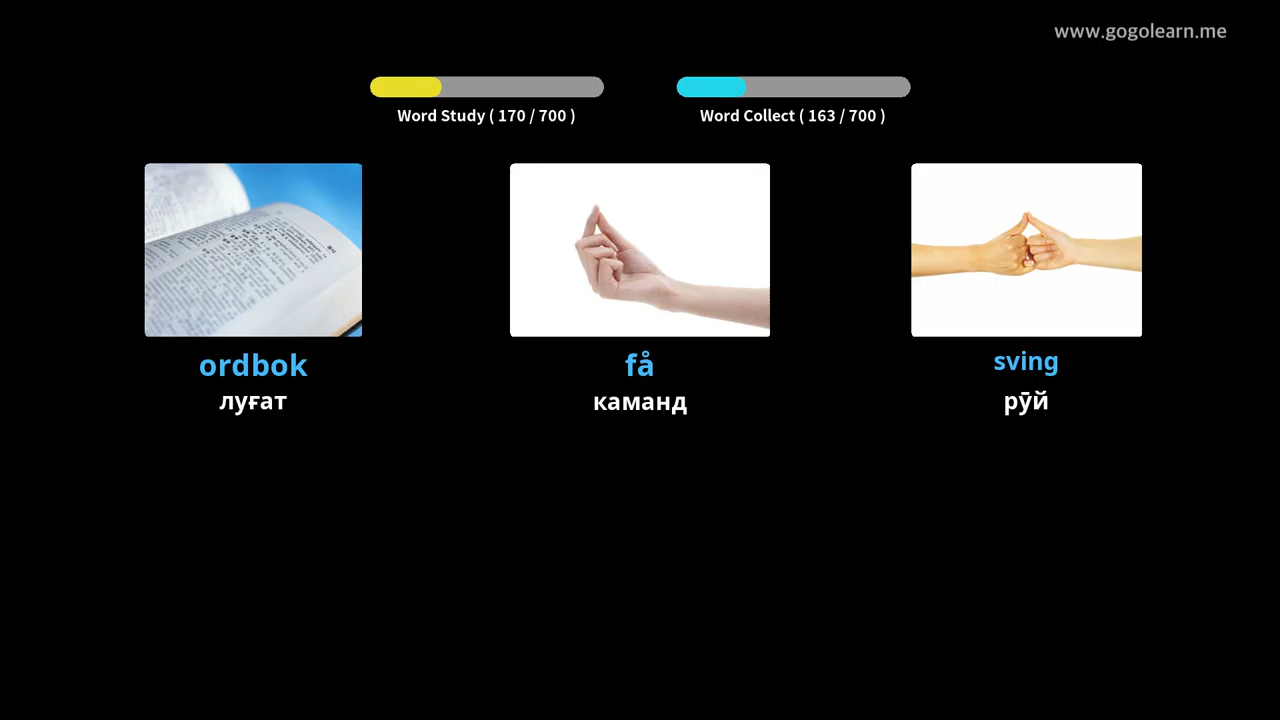 www.gogolearn.me
Word Study ( 170 / 700 )
Word Collect ( 163 / 700 )
ordbok
få
sving
луғат
каманд
рӯй